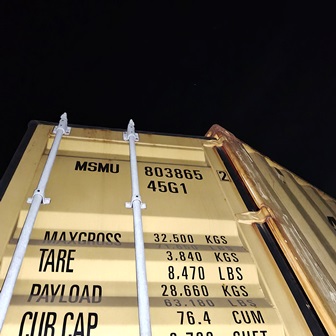 MSMU 803865 2
45G1
MAXGROSS 32.500 KGS
TARE 3.840 KGS
8,470 LBS
PAYLOAD 28.660 KGS
63.180 LBS
CUB.CAP. 76.4 CUM
CUFT